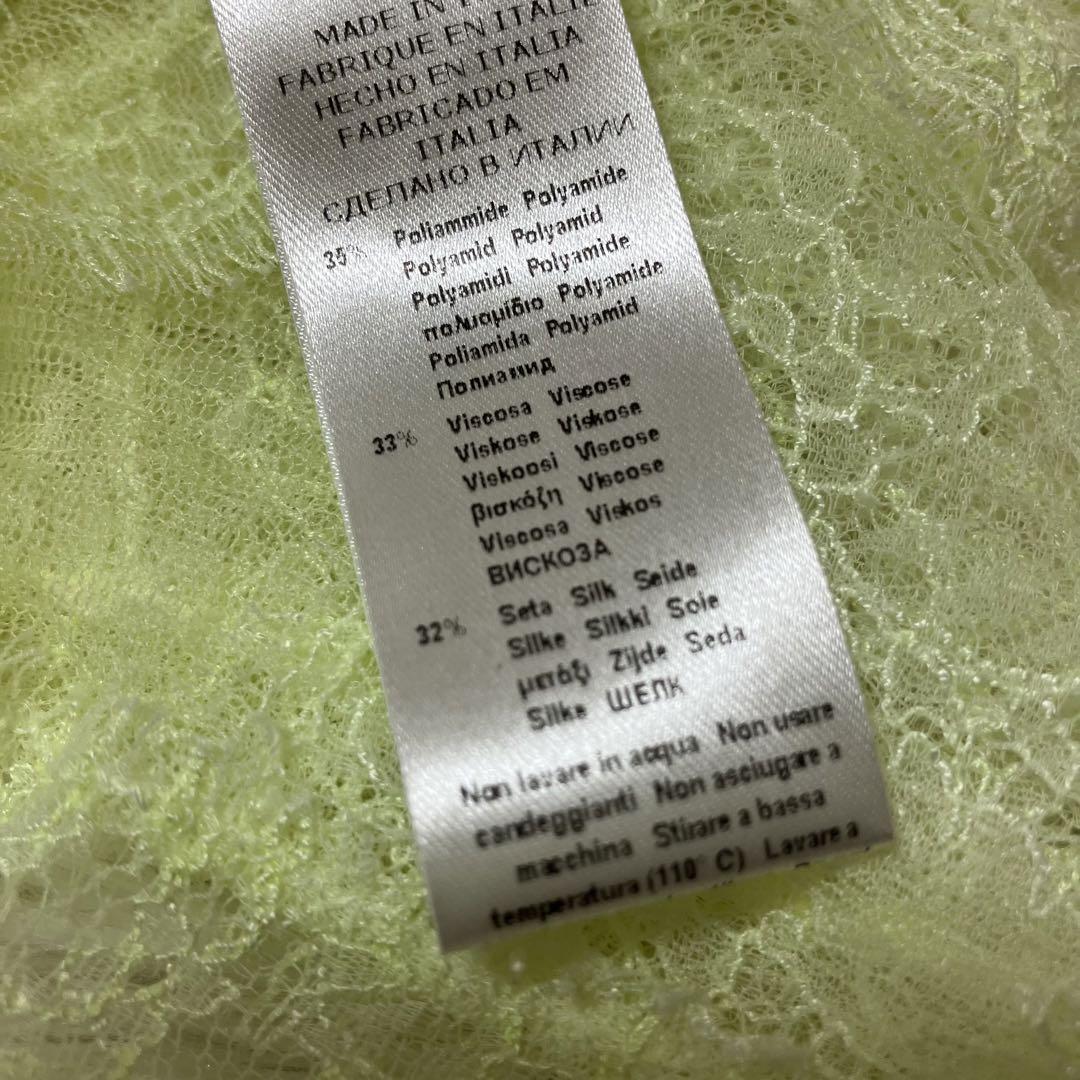 MADE IN
FABRIQUE EN ITALIE
HECHO EN ITALIA
FABRICADO EM
ITALIA
СДЕЛАНО В ИТАЛИИ
35% Poliammide Polyamide
Polyamid Polyamid
Polyamidi Polyamide
πολυαμίδιο Polyamide
Poliamida Polyamid
Полиамид
33% Viscosa Viscose
Viskose Viskose
Viskoosi Viscose
βισκόζη Viscose
Viscosa Viskos
ВИСКОЗА
32% Seta Silk Seide
Silke Silkki Soie
μετάξι Zijde Seda
Silke ШЕЛК
Non lavare in acqua Non usare
candeggianti Non asciugare a
macchina Stirare a bassa
temperatura (110° C) Lavare a